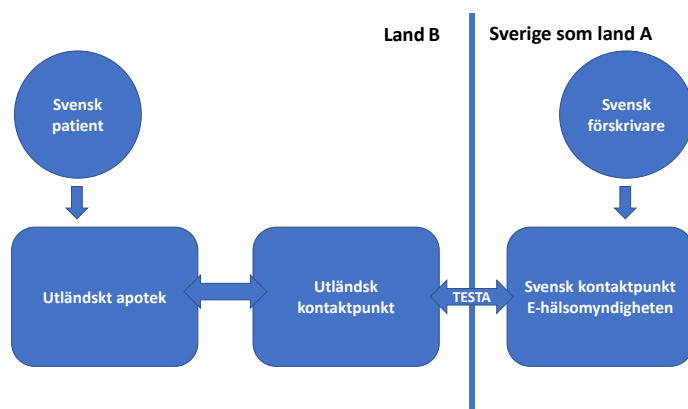 Land B
Sverige som land A
Svensk
patient
Svensk
förskrivare
Utländskt apotek
Utländsk
kontaktpunkt
TESTA
Svensk kontaktpunkt
E-hälsomyndigheten